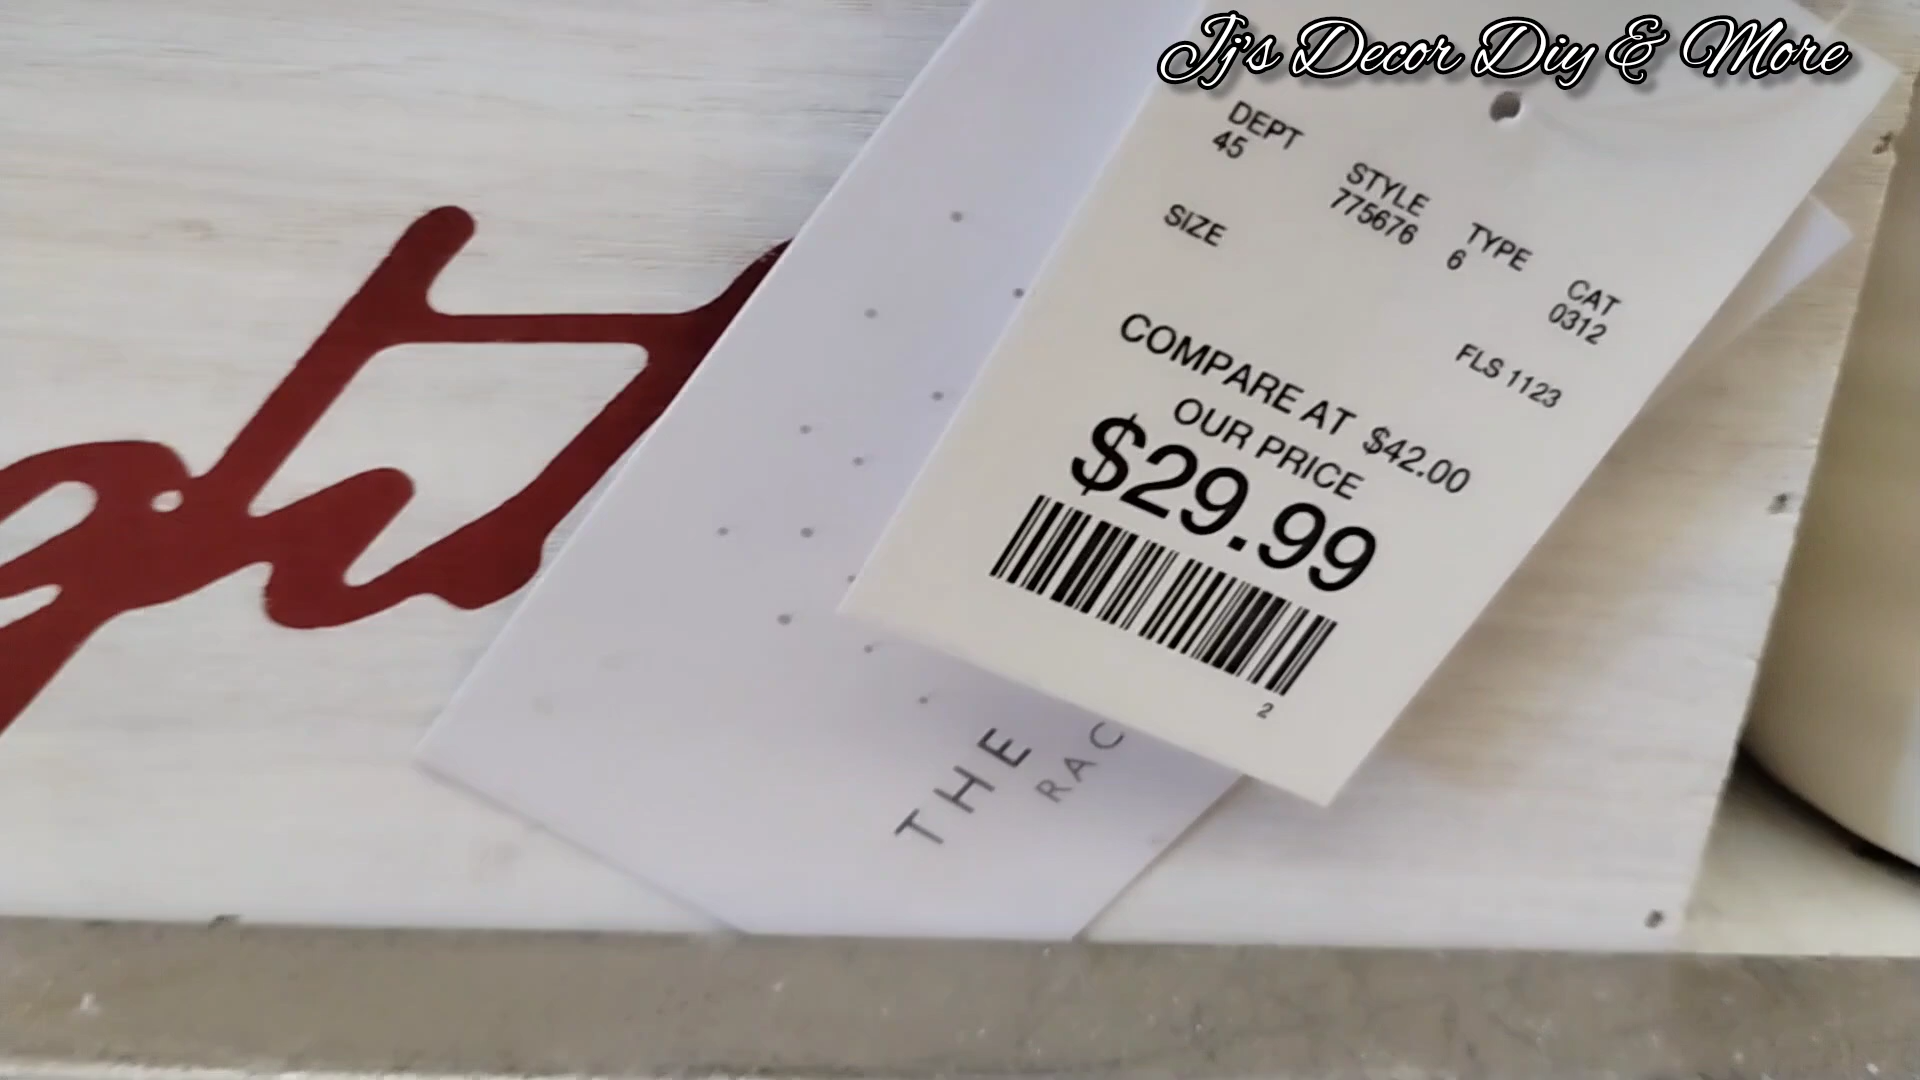 Jj's Decor Diy & More
DEPT
45
STYLE
775676
TYPE
6
CAT
0312
SIZE
FLS 1123
COMPARE AT $42.00
OUR PRICE
$29.99
2
THE
RAC